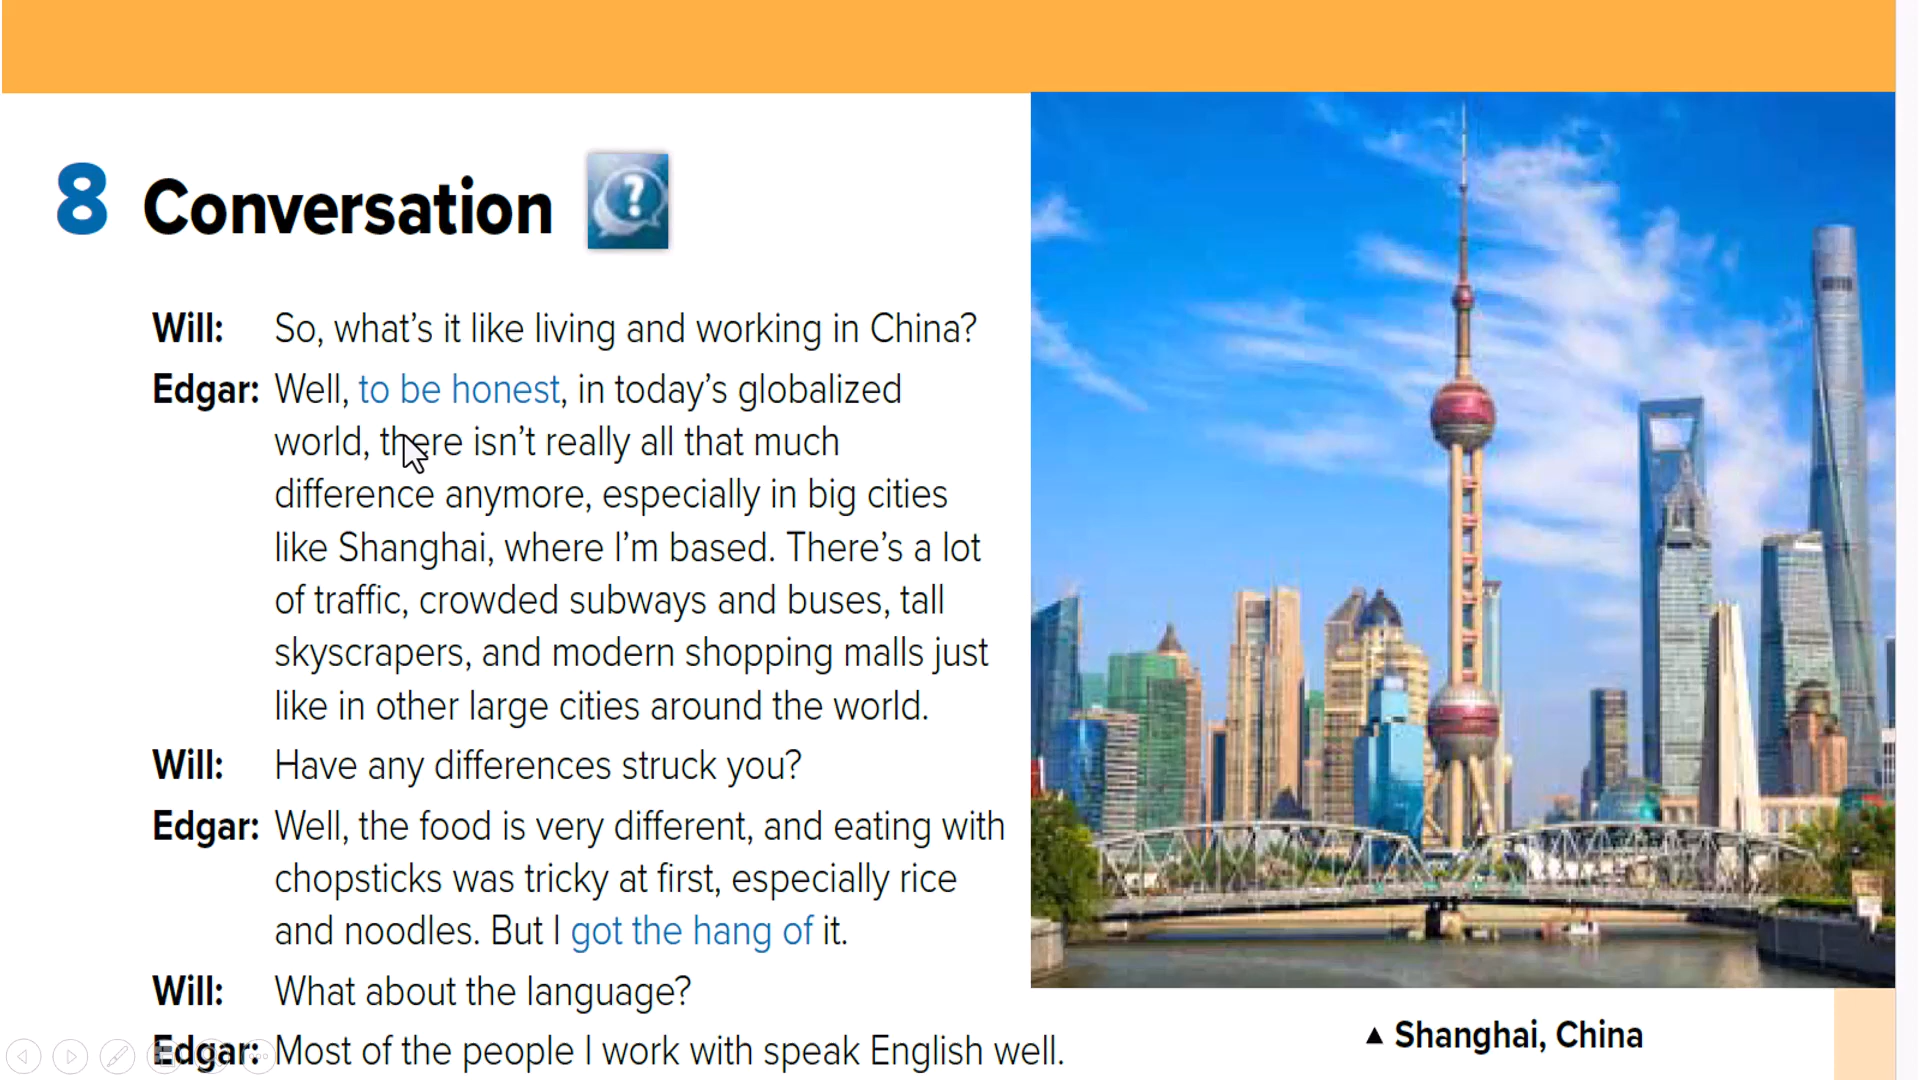 8 Conversation
?
Will: So, what's it like living and working in China?
Edgar: Well, to be honest, in today's globalized
world, there isn't really all that much
difference anymore, especially in big cities
like Shanghai, where I'm based. There's a lot
of traffic, crowded subways and buses, tall
skyscrapers, and modern shopping malls just
like in other large cities around the world.
Will: Have any differences struck you?
Edgar: Well, the food is very different, and eating with
chopsticks was tricky at first, especially rice
and noodles. But I got the hang of it.
Will: What about the language?
Edgar: Most of the people I work with speak English well.
▲ Shanghai, China